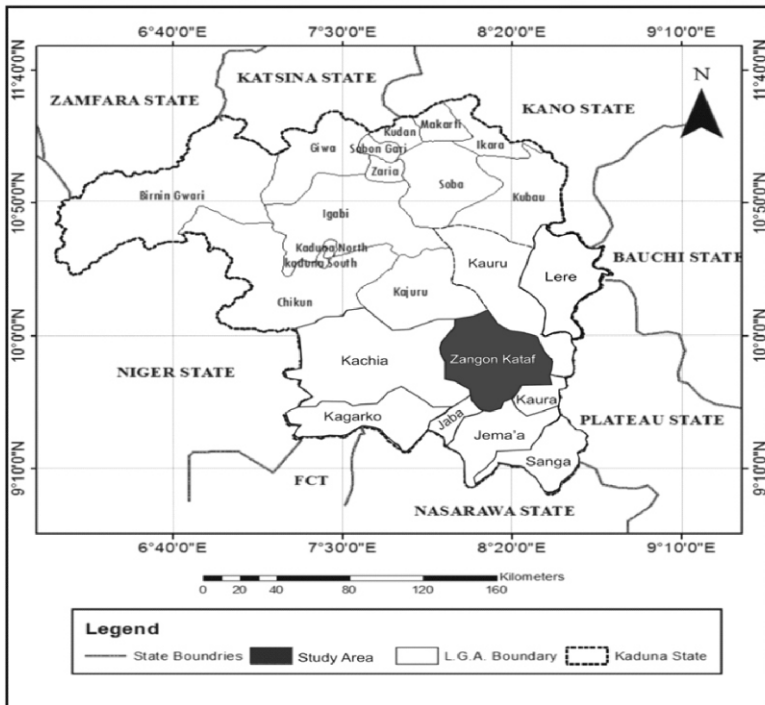 6°40'0"E 7°30'0"E 8°20'0"E 9°10'0"E
11°40'0"N
11°40'0"N
KATSINA STATE
ZAMFARA STATE
KANO STATE
N
Makarfi
Kudan
Giwa
Sabon Gari
Ikara
Zaria
Birnin Gwari
Soba
Kubau
10°50'0"N
10°50'0"N
Igabi
Kaduna North
kaduna South
Kauru
Lere
BAUCHI STATE
Chikun
Kajuru
10°0'0"N
10°0'0"N
Kachia
Zangon Kataf
NIGER STATE
Kaura
Kagarko
Jaba
PLATEAU STATE
Jema'a
Sanga
9°10'0"N
9°10'0"N
FCT
NASARAWA STATE
6°40'0"E 7°30'0"E 8°20'0"E 9°10'0"E
Kilometers
0 20 40 80 120 160
Legend
State Boundries Study Area L.G.A. Boundary Kaduna State